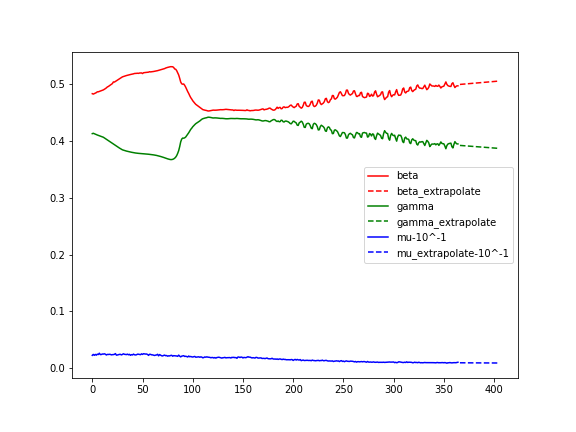 0.5
0.4
0.3
0.2
0.1
0.0
beta
beta_extrapolate
gamma
gamma_extrapolate
mu-10^-1
mu_extrapolate-10^-1
0 50 100 150 200 250 300 350 400